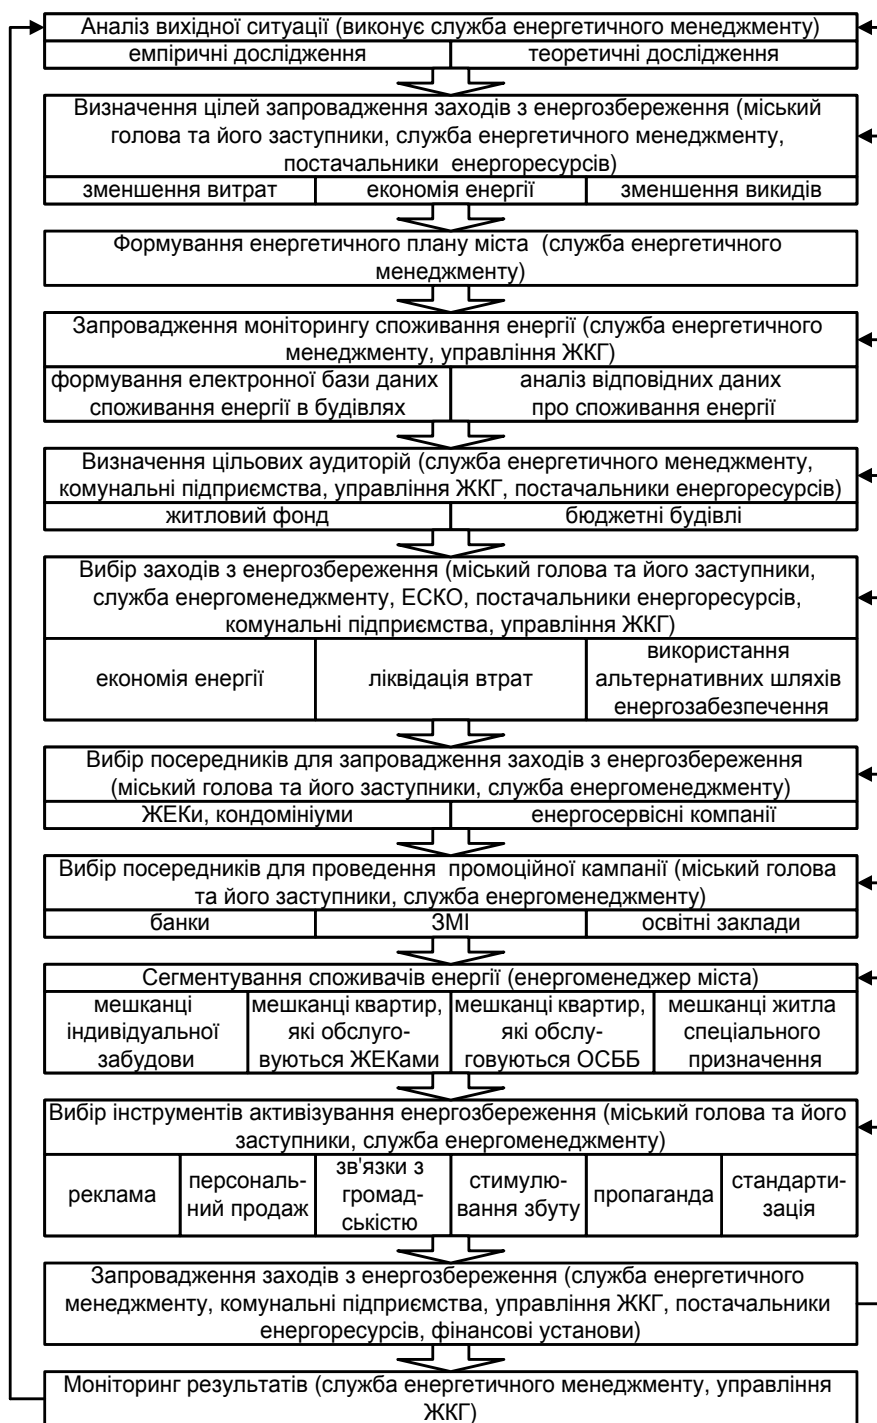 Аналіз вихідної ситуації (виконує служба енергетичного менеджменту)
емпіричні дослідження
теоретичні дослідження
Визначення цілей запровадження заходів з енергозбереження (міський
голова та його заступники, служба енергетичного менеджменту,
постачальники енергоресурсів)
зменшення витрат
економія енергії
зменшення викидів
Формування енергетичного плану міста (служба енергетичного
менеджменту)
Запровадження моніторингу споживання енергії (служба енергетичного
менеджменту, управління ЖКГ)
формування електронної бази даних
споживання енергії в будівлях
аналіз відповідних даних
про споживання енергії
Визначення цільових аудиторій (служба енергетичного менеджменту,
комунальні підприємства, управління ЖКГ, постачальники енергоресурсів)
житловий фонд
бюджетні будівлі
Вибір заходів з енергозбереження (міський голова та його заступники,
служба енергоменеджменту, ЕСКО, постачальники енергоресурсів,
комунальні підприємства, управління ЖКГ)
економія енергії
ліквідація втрат
використання
альтернативних шляхів
енергозабезпечення
Вибір посередників для запровадження заходів з енергозбереження
(міський голова та його заступники, служба енергоменеджменту)
ЖЕКи, кондомініуми
енергосервісні компанії
Вибір посередників для проведення промоційної кампанії (міський голова
та його заступники, служба енергоменеджменту)
банки
ЗМІ
освітні заклади
Сегментування споживачів енергії (енергоменеджер міста)
мешканці
індивідуальної
забудови
мешканці квартир,
які обслуго-
вуються ЖЕКами
мешканці квартир,
які обслу-
говуються ОСББ
мешканці житла
спеціального
призначення
Вибір інструментів активізування енергозбереження (міський голова та його
заступники, служба енергоменеджменту)
реклама
персональ-
ний продаж
зв'язки з
громад-
ськістю
стимулю-
вання збуту
пропаганда
стандарти-
зація
Запровадження заходів з енергозбереження (служба енергетичного
менеджменту, комунальні підприємства, управління ЖКГ, постачальники
енергоресурсів, фінансові установи)
Моніторинг результатів (служба енергетичного менеджменту, управління
ЖКГ)